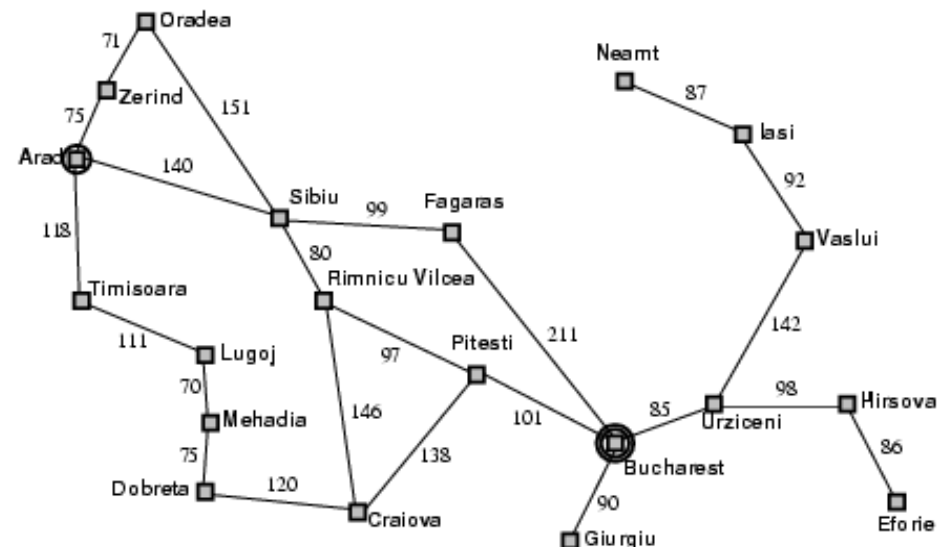 Oradea
71
Neamt
Zerind
87
75
151
Iasi
Arad
140
92
Sibiu
Fagaras
99
118
Vaslui
80
Timisoara
Rimnicu Vilcea
142
111
Pitesti
211
Lugoj
97
70
98
Hirsova
146
101
85
Mehadia
Urziceni
138
86
75
Bucharest
Dobreta
120
90
Craiova
Eforie
Giurgiu